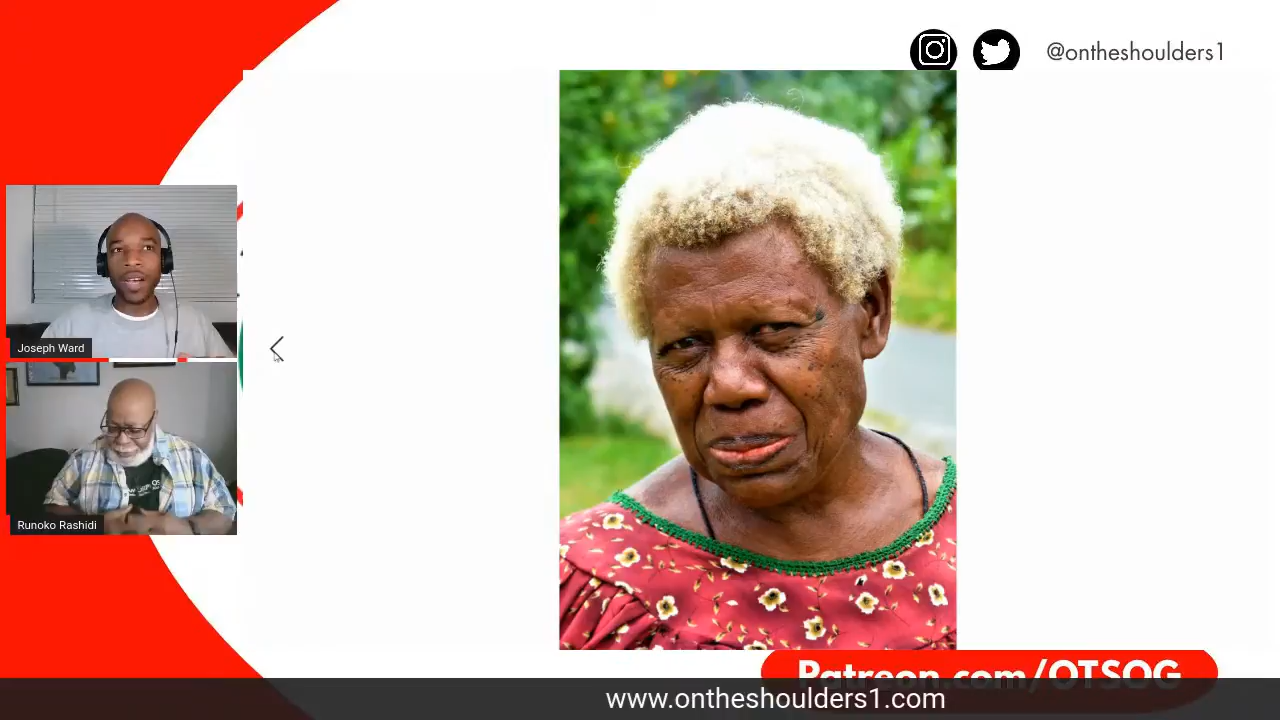 @ontheshoulders1
Joseph Ward
Runoko Rashidi
Patreon.com/OTSOG
www.ontheshoulders1.com